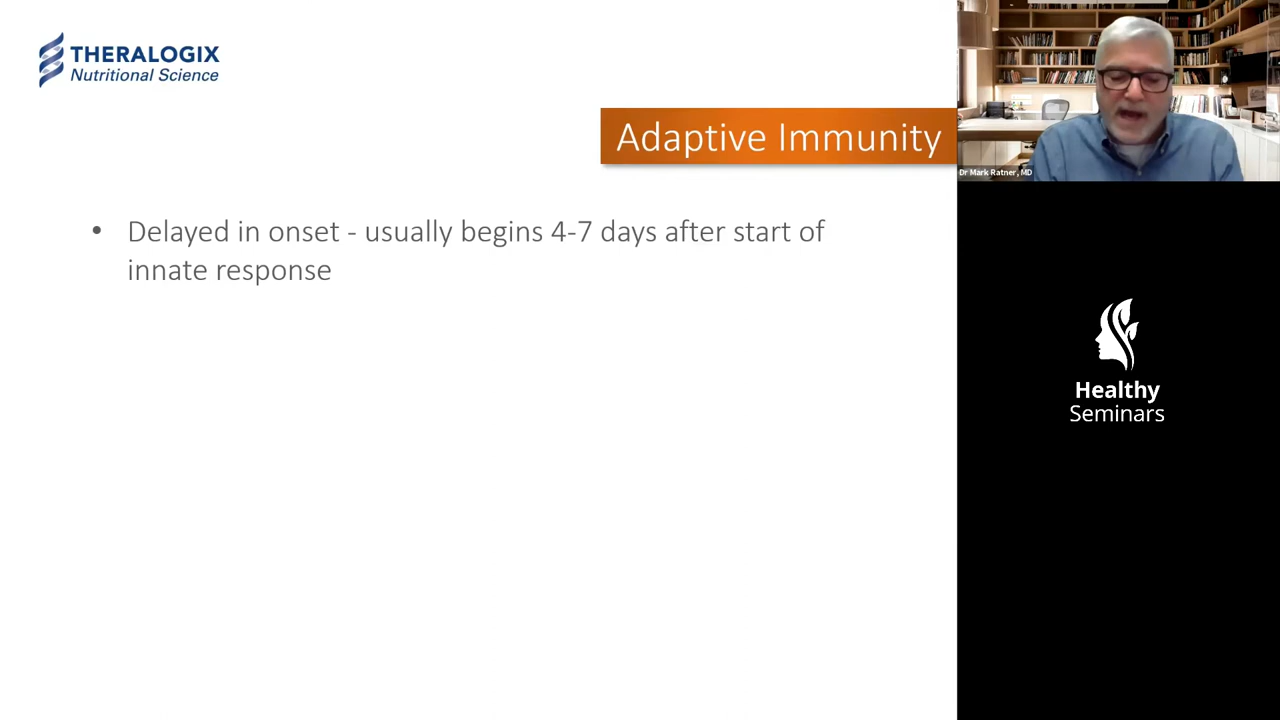 THERALOGIX
Nutritional Science
Adaptive Immunity
Dr Mark Ratner, MD
• Delayed in onset - usually begins 4-7 days after start of
innate response
Healthy
Seminars